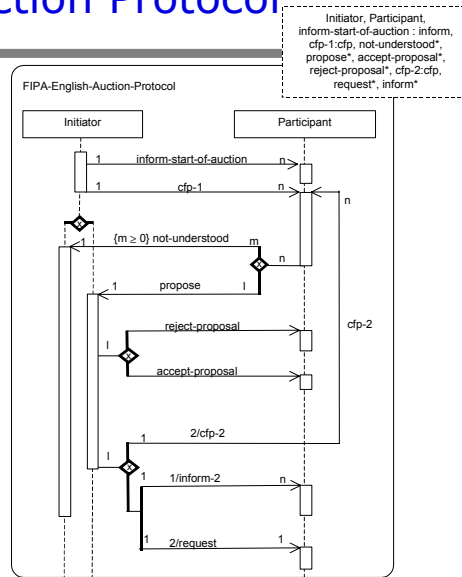 ction Protocol
Initiator, Participant,
inform-start-of-auction : inform,
cfp-1:cfp, not-understood*,
propose*, accept-proposal*,
reject-proposal*, cfp-2:cfp,
request*, inform*
FIPA-English-Auction-Protocol
Initiator
Participant
1 inform-start-of-auction n
1 cfp-1 n
n
x
1 {m ≥ 0} not-understood m
x n
1 propose l
cfp-2
reject-proposal
l x
accept-proposal
1 2/cfp-2
l x
1 1/inform-2 n
1 2/request 1